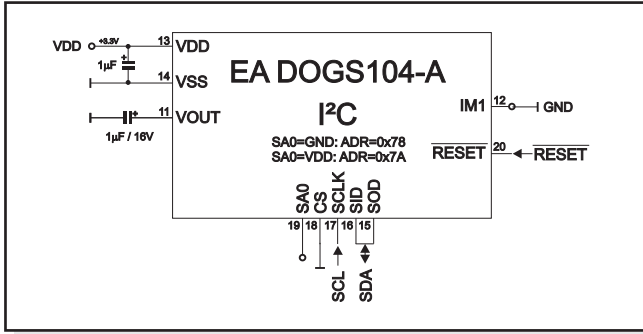 VDD +3.3V 13 VDD
1µF +
14 VSS
11 VOUT
+
1µF / 16V
EA DOGS104-A
I²C
SA0=GND: ADR=0x78
SA0=VDD: ADR=0x7A
IM1 12 GND
RESET 20 RESET
SA0 CS SCLK SID SOD
19 18 17 16 15
SCL SDA